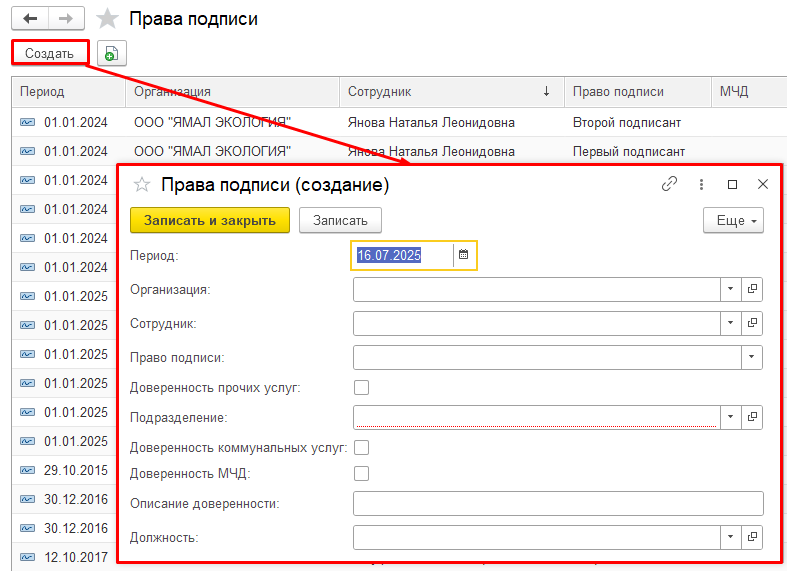 Права подписи
Создать
Период Организация Сотрудник ↓ Право подписи МЧД
01.01.2024 ООО "ЯМАЛ ЭКОЛОГИЯ" Янова Наталья Леонидовна Второй подписант
01.01.2024 ООО "ЯМАЛ ЭКОЛОГИЯ" Янова Наталья Леонидовна Первый подписант
01.01.2024
01.01.2024
01.01.2024
01.01.2024
01.01.2025
01.01.2025
01.01.2025
01.01.2025
01.01.2025
01.01.2025
29.10.2015
30.12.2016
30.12.2016
12.10.2017
Права подписи (создание)
Записать и закрыть Записать Еще
Период: 16.07.2025
Организация:
Сотрудник:
Право подписи:
Доверенность прочих услуг:
Подразделение:
Доверенность коммунальных услуг:
Доверенность МЧД:
Описание доверенности:
Должность: